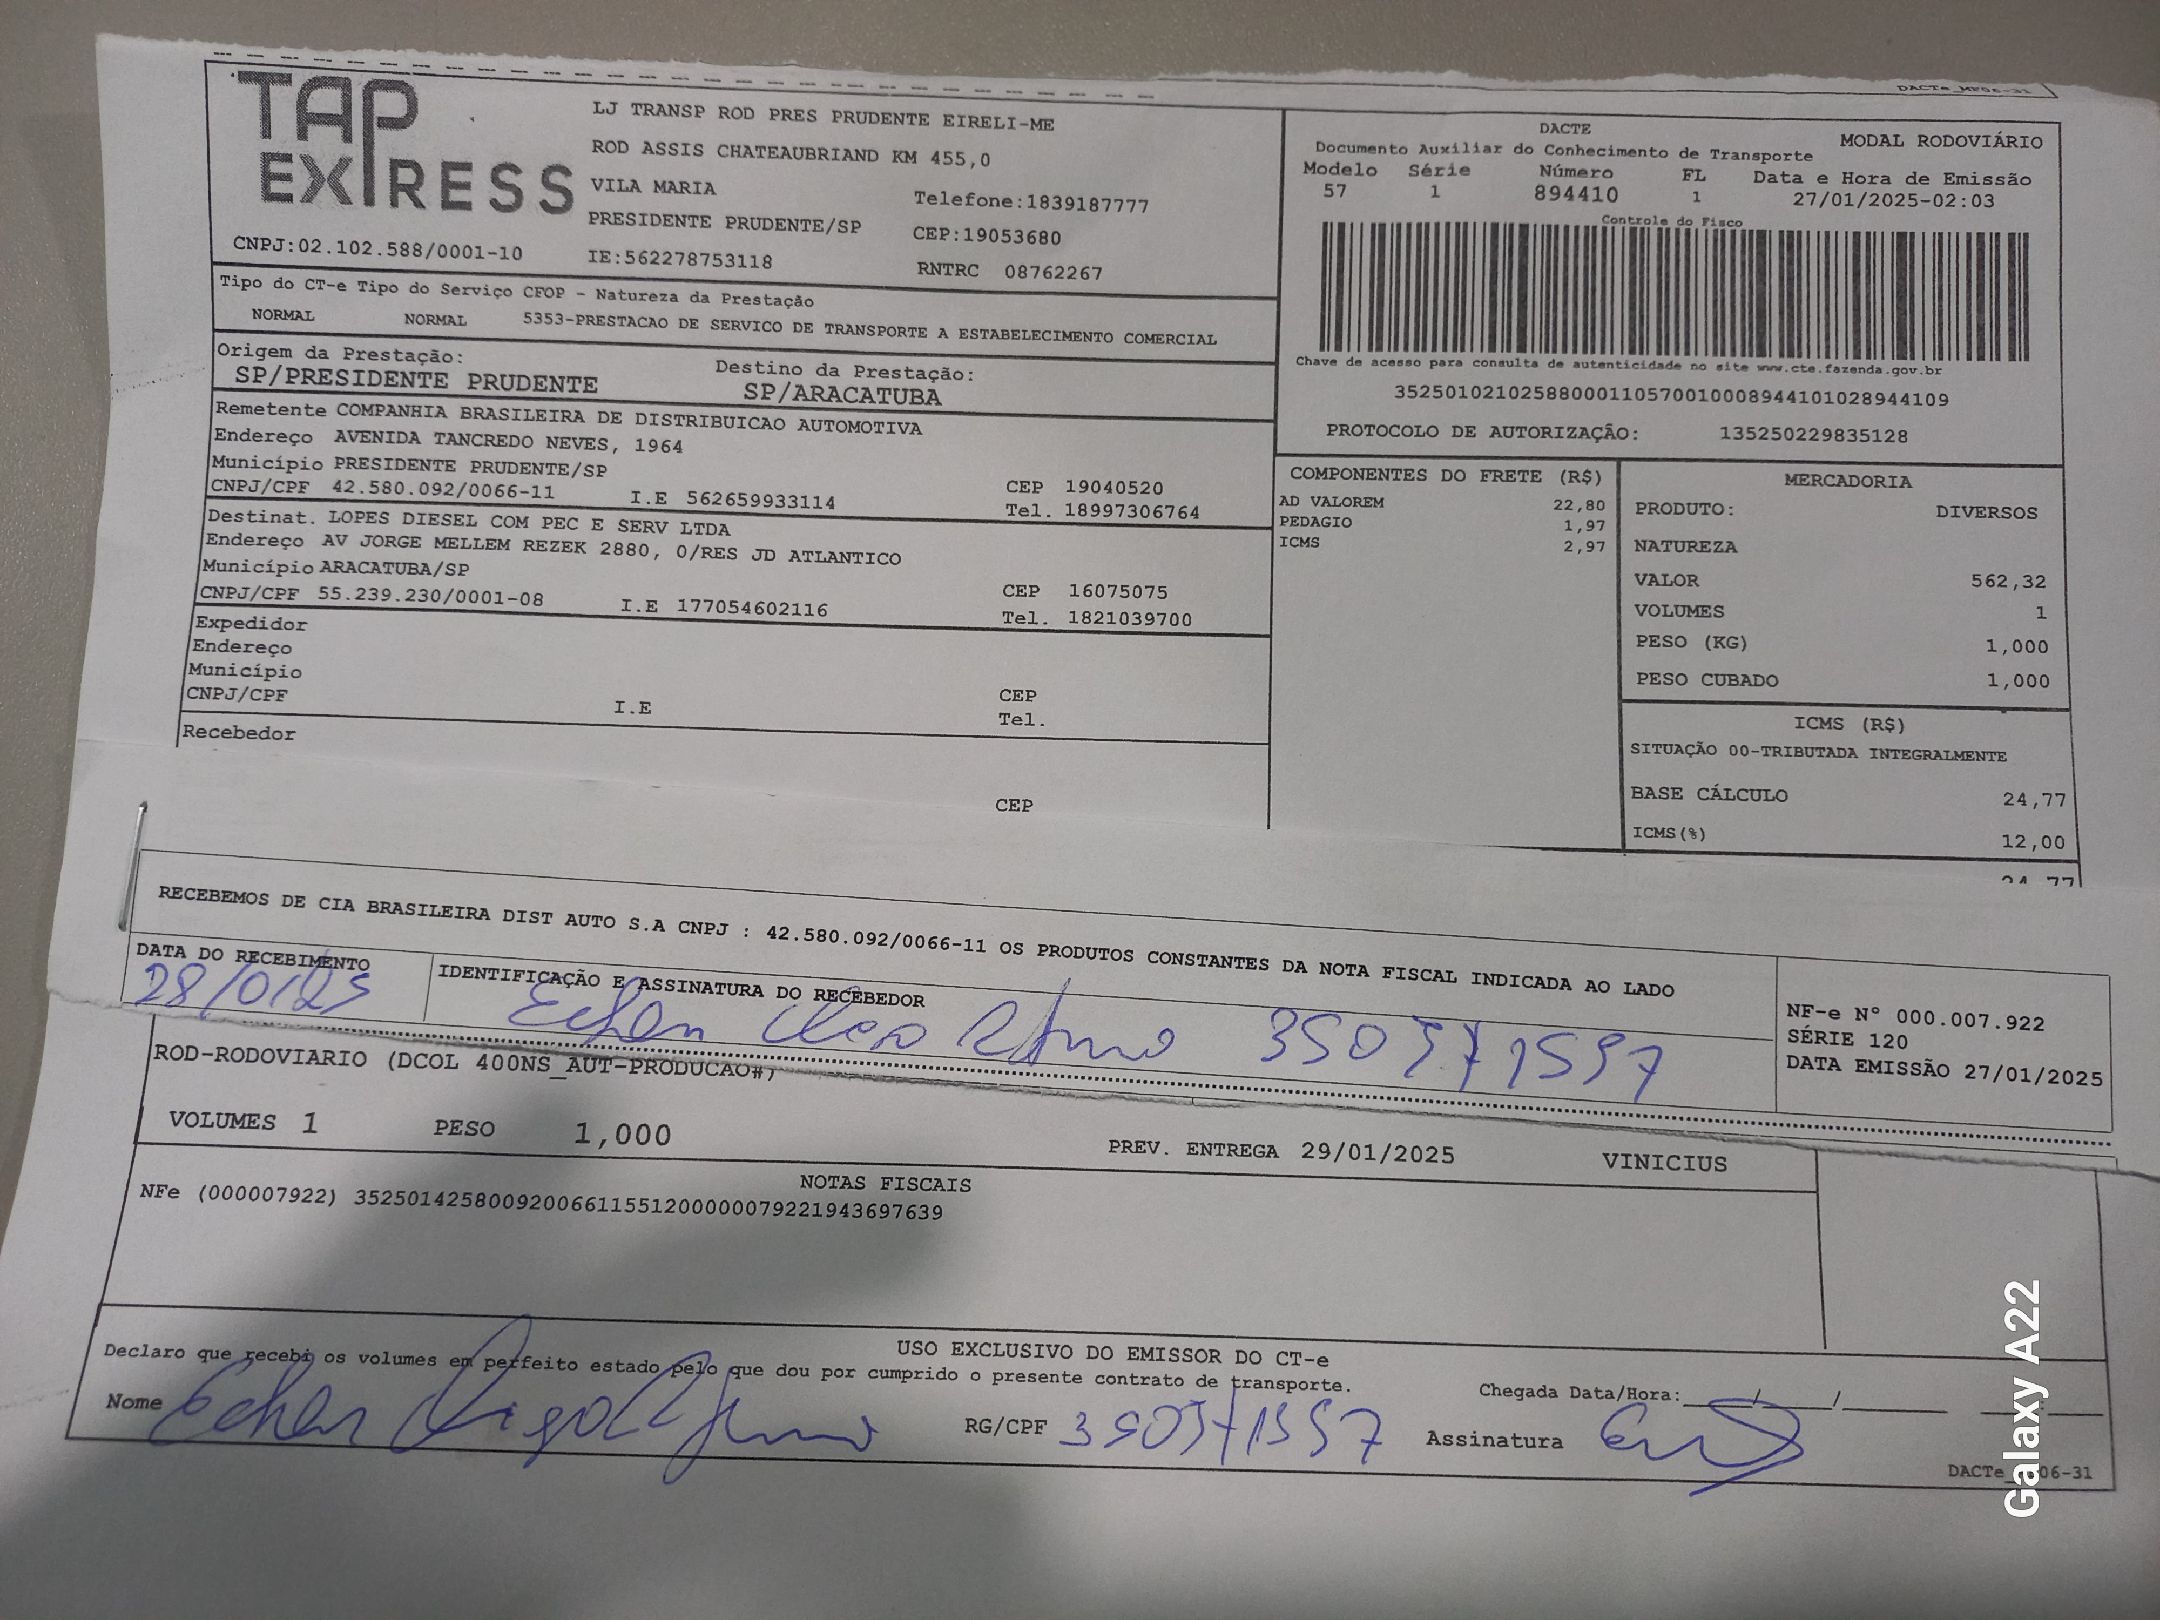 DACTe_MP06-31
TAP EXPRESS
LJ TRANSP ROD PRES PRUDENTE EIRELI-ME
ROD ASSIS CHATEAUBRIAND KM 455,0
VILA MARIA
Telefone:1839187777
PRESIDENTE PRUDENTE/SP CEP:19053680
CNPJ:02.102.588/0001-10 IE:562278753118 RNTRC 08762267
DACTE MODAL RODOVIÁRIO
Documento Auxiliar do Conhecimento de Transporte
Modelo Série Número FL Data e Hora de Emissão
57 1 894410 1 27/01/2025-02:03
Controle do Fisco
Chave de acesso para consulta de autenticidade no site www.cte.fazenda.gov.br
35250102102588000110570010008944101028944109
PROTOCOLO DE AUTORIZAÇÃO: 135250229835128
Tipo do CT-e Tipo do Serviço CFOP - Natureza da Prestação
NORMAL NORMAL 5353-PRESTACAO DE SERVICO DE TRANSPORTE A ESTABELECIMENTO COMERCIAL
Origem da Prestação: Destino da Prestação:
SP/PRESIDENTE PRUDENTE SP/ARACATUBA
Remetente COMPANHIA BRASILEIRA DE DISTRIBUICAO AUTOMOTIVA
Endereço AVENIDA TANCREDO NEVES, 1964
Município PRESIDENTE PRUDENTE/SP CEP 19040520
CNPJ/CPF 42.580.092/0066-11 I.E 562659933114 Tel. 18997306764
Destinat. LOPES DIESEL COM PEC E SERV LTDA
Endereço AV JORGE MELLEM REZEK 2880, 0/RES JD ATLANTICO
Município ARACATUBA/SP CEP 16075075
CNPJ/CPF 55.239.230/0001-08 I.E 177054602116 Tel. 1821039700
Expedidor
Endereço
Município CEP
CNPJ/CPF I.E Tel.
Recebedor
CEP
COMPONENTES DO FRETE (R$)
AD VALOREM 22,80
PEDAGIO 1,97
ICMS 2,97
MERCADORIA
PRODUTO: DIVERSOS
NATUREZA
VALOR 562,32
VOLUMES 1
PESO (KG) 1,000
PESO CUBADO 1,000
ICMS (R$)
SITUAÇÃO 00-TRIBUTADA INTEGRALMENTE
BASE CÁLCULO 24,77
ICMS(%) 12,00
24,77
RECEBEMOS DE CIA BRASILEIRA DIST AUTO S.A CNPJ : 42.580.092/0066-11 OS PRODUTOS CONSTANTES DA NOTA FISCAL INDICADA AO LADO
DATA DO RECEBIMENTO IDENTIFICAÇÃO E ASSINATURA DO RECEBEDOR
28/01/25
NF-e N° 000.007.922
SÉRIE 120
DATA EMISSÃO 27/01/2025
ROD-RODOVIARIO (DCOL 400NS_AUT-PRODUCAO#)
VOLUMES 1 PESO 1,000 PREV. ENTREGA 29/01/2025 VINICIUS
NOTAS FISCAIS
NFe (000007922) 35250142580092006611551200000079221943697639
USO EXCLUSIVO DO EMISSOR DO CT-e
Declaro que recebi os volumes em perfeito estado pelo que dou por cumprido o presente contrato de transporte.
Chegada Data/Hora:
Nome RG/CPF Assinatura
DACTe_MP06-31
Galaxy A22